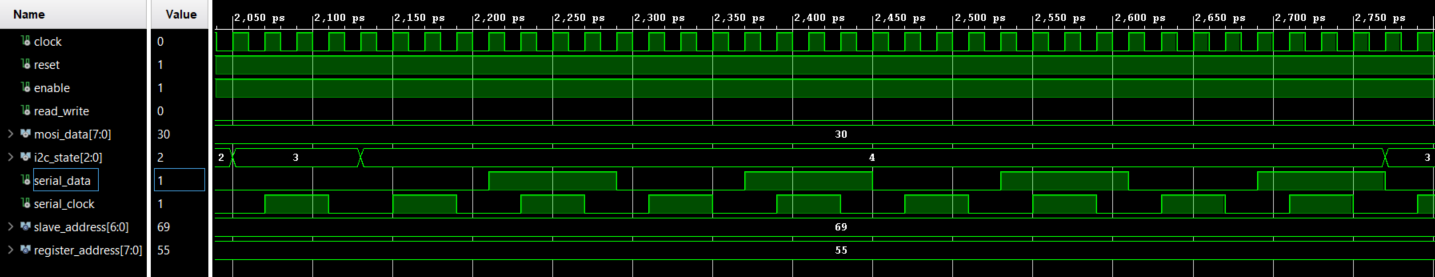 Name Value 2,050 ps 2,100 ps 2,150 ps 2,200 ps 2,250 ps 2,300 ps 2,350 ps 2,400 ps 2,450 ps 2,500 ps 2,550 ps 2,600 ps 2,650 ps 2,700 ps 2,750 ps
clock 0
reset 1
enable 1
read_write 0
mosi_data[7:0] 30 30
i2c_state[2:0] 2 2 3 4 3
serial_data 1
serial_clock 1
slave_address[6:0] 69 69
register_address[7:0] 55 55